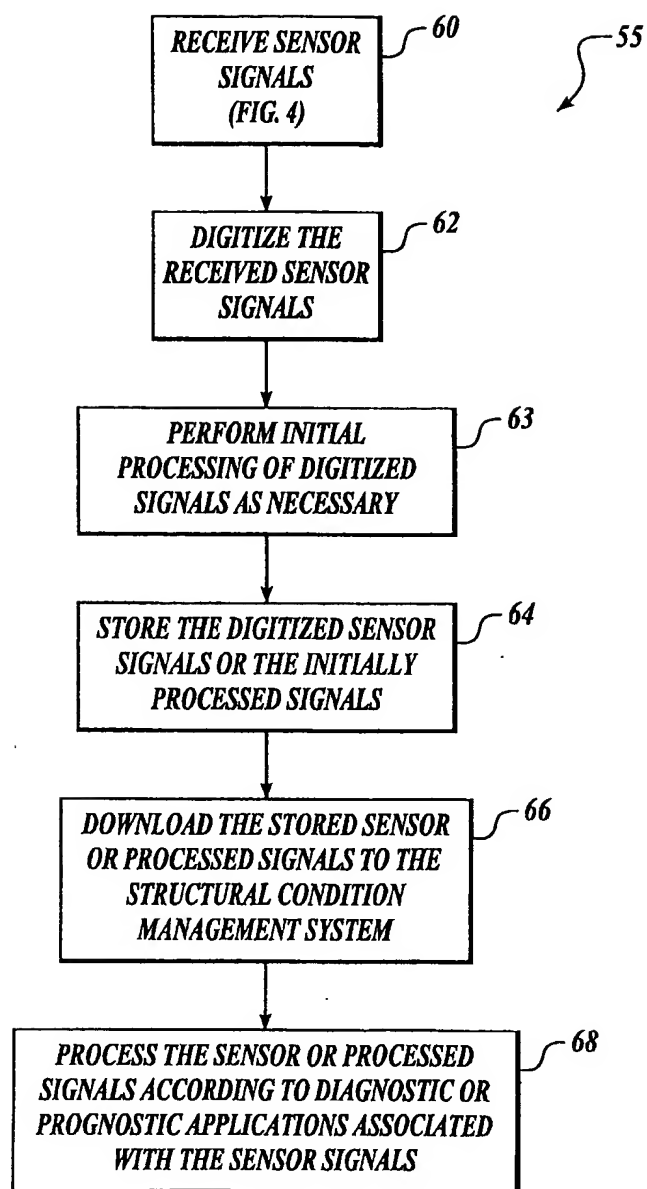 RECEIVE SENSOR
SIGNALS
(FIG. 4)
60
55
DIGITIZE THE
RECEIVED SENSOR
SIGNALS
62
PERFORM INITIAL
PROCESSING OF DIGITIZED
SIGNALS AS NECESSARY
63
STORE THE DIGITIZED SENSOR
SIGNALS OR THE INITIALLY
PROCESSED SIGNALS
64
DOWNLOAD THE STORED SENSOR
OR PROCESSED SIGNALS TO THE
STRUCTURAL CONDITION
MANAGEMENT SYSTEM
66
PROCESS THE SENSOR OR PROCESSED
SIGNALS ACCORDING TO DIAGNOSTIC OR
PROGNOSTIC APPLICATIONS ASSOCIATED
WITH THE SENSOR SIGNALS
68